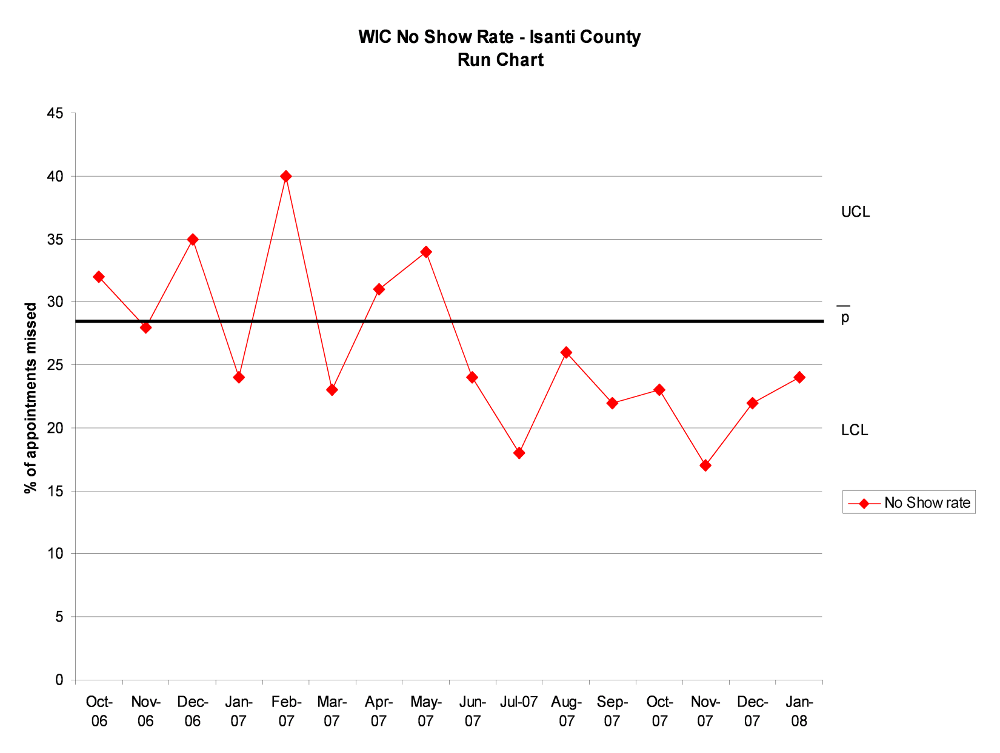 WIC No Show Rate - Isanti County
Run Chart
% of appointments missed
45
40
35
30
25
20
15
10
5
0
UCL
p
LCL
No Show rate
Oct-
06
Nov-
06
Dec-
06
Jan-
07
Feb-
07
Mar-
07
Apr-
07
May-
07
Jun-
07
Jul-07
Aug-
07
Sep-
07
Oct-
07
Nov-
07
Dec-
07
Jan-
08